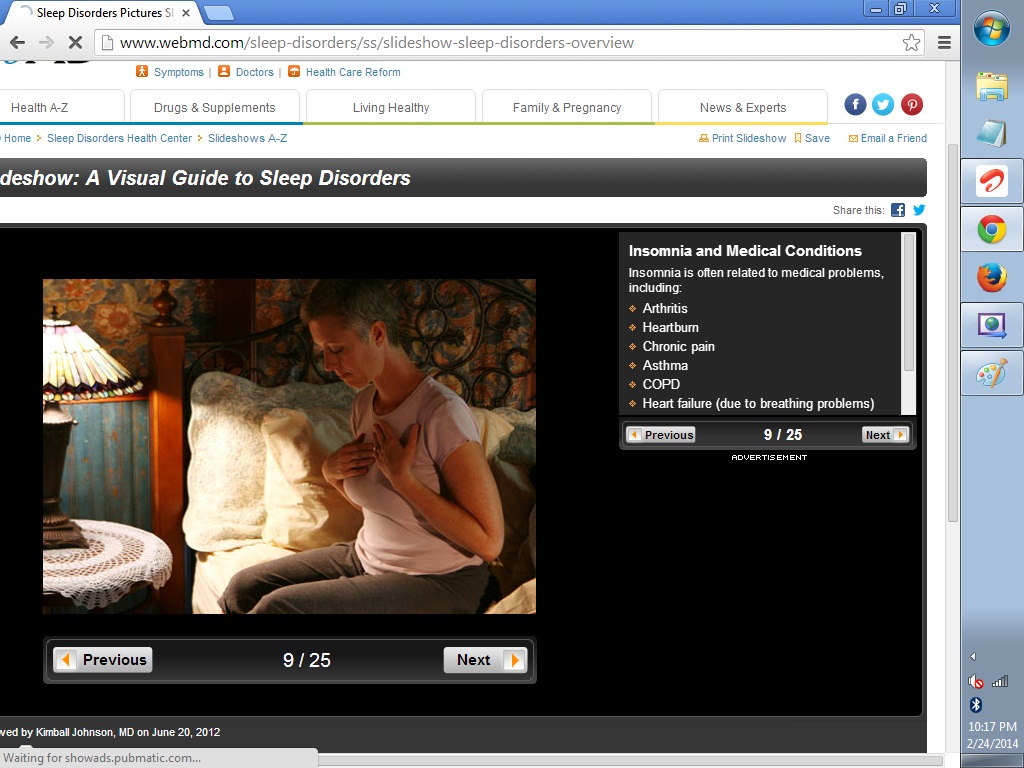 Sleep Disorders Pictures Sl
www.webmd.com/sleep-disorders/ss/slideshow-sleep-disorders-overview
Symptoms | Doctors | Health Care Reform
Health A-Z Drugs & Supplements Living Healthy Family & Pregnancy News & Experts
Home Sleep Disorders Health Center Slideshows A-Z Print Slideshow Save Email a Friend
deshow: A Visual Guide to Sleep Disorders
Share this:
Insomnia and Medical Conditions
Insomnia is often related to medical problems,
including:
Arthritis
Heartburn
Chronic pain
Asthma
COPD
Heart failure (due to breathing problems)
Previous 9 / 25 Next
ADVERTISEMENT
Previous 9 / 25 Next
wed by Kimball Johnson, MD on June 20, 2012
Waiting for showads.pubmatic.com...
10:17 PM
2/24/2014